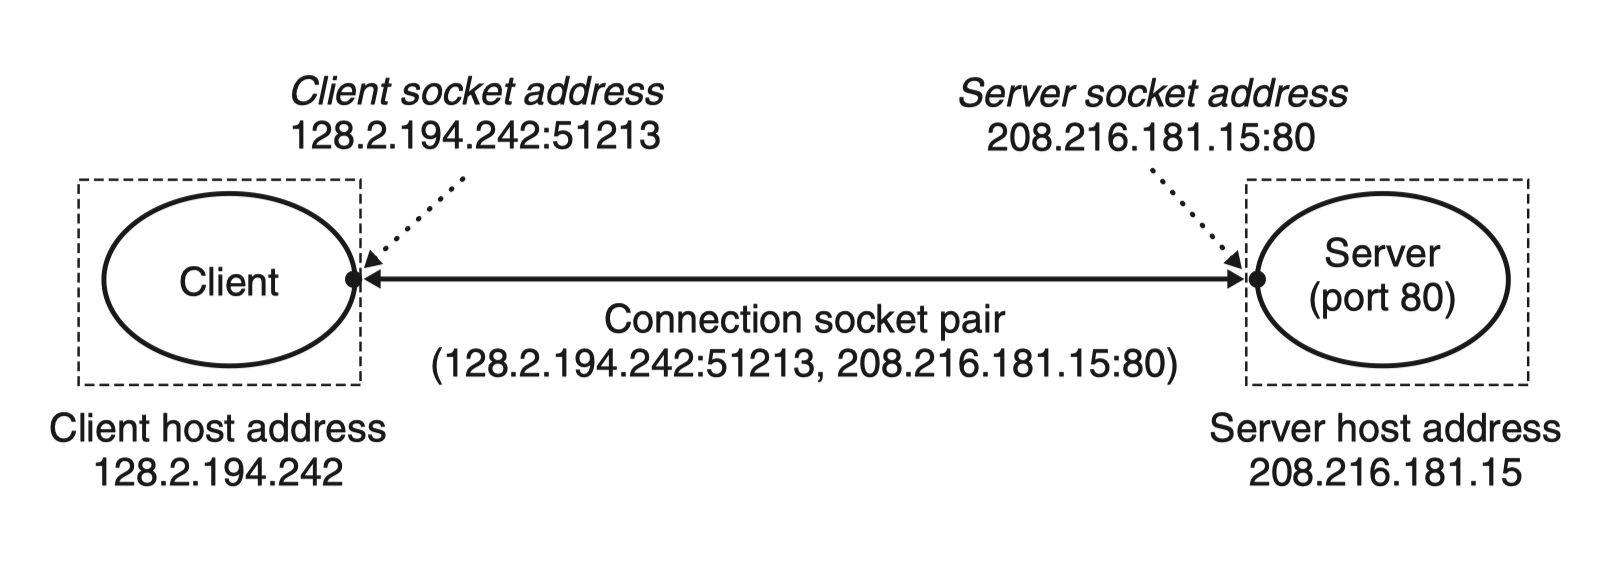 Client socket address
128.2.194.242:51213
Server socket address
208.216.181.15:80
Client
Server
(port 80)
Connection socket pair
(128.2.194.242:51213, 208.216.181.15:80)
Client host address
128.2.194.242
Server host address
208.216.181.15